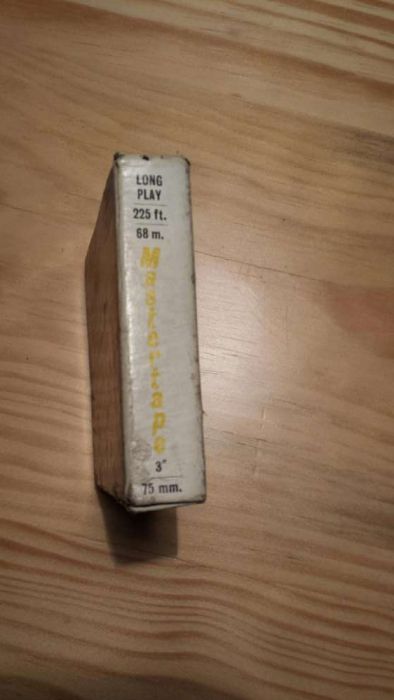 LONG
PLAY
225 ft.
68 m.
Mastertape
3"
75 mm.